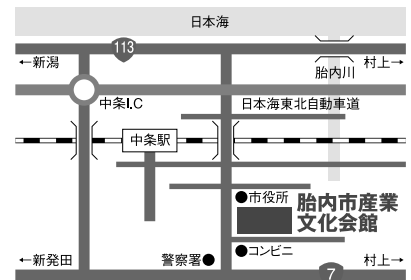 日本海
113
←新潟
胎内川
村上→
中条I.C
日本海東北自動車道
中条駅
●市役所
胎内市産業
文化会館
●コンビニ
←新発田
警察署●
村上→
7